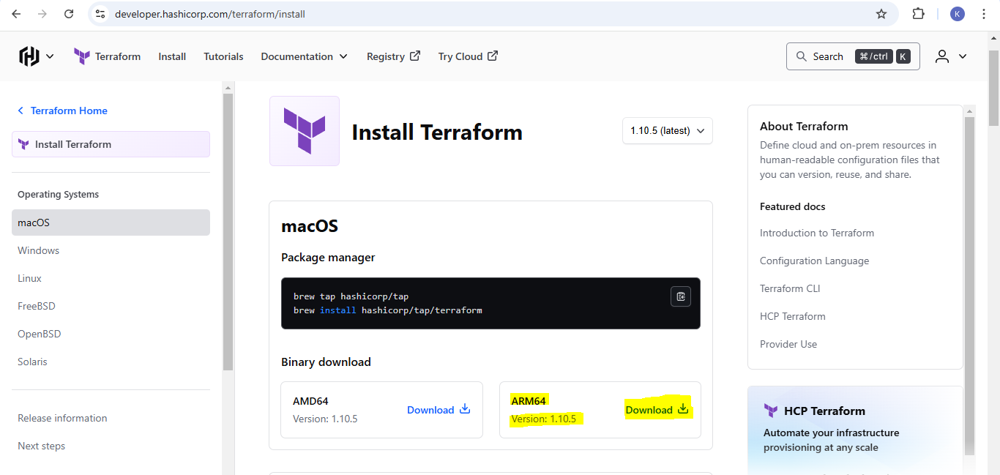 developer.hashicorp.com/terraform/install
K
Terraform
Install
Tutorials
Documentation
Registry
Try Cloud
Search
⌘/ctrl
K
Terraform Home
Install Terraform
Operating Systems
macOS
Windows
Linux
FreeBSD
OpenBSD
Solaris
Release information
Next steps
Install Terraform
1.10.5 (latest)
macOS
Package manager
brew tap hashicorp/tap
brew install hashicorp/tap/terraform
Binary download
AMD64
Version: 1.10.5
Download
ARM64
Version: 1.10.5
Download
About Terraform
Define cloud and on-prem resources in
human-readable configuration files that
you can version, reuse, and share.
Featured docs
Introduction to Terraform
Configuration Language
Terraform CLI
HCP Terraform
Provider Use
HCP Terraform
Automate your infrastructure
provisioning at any scale